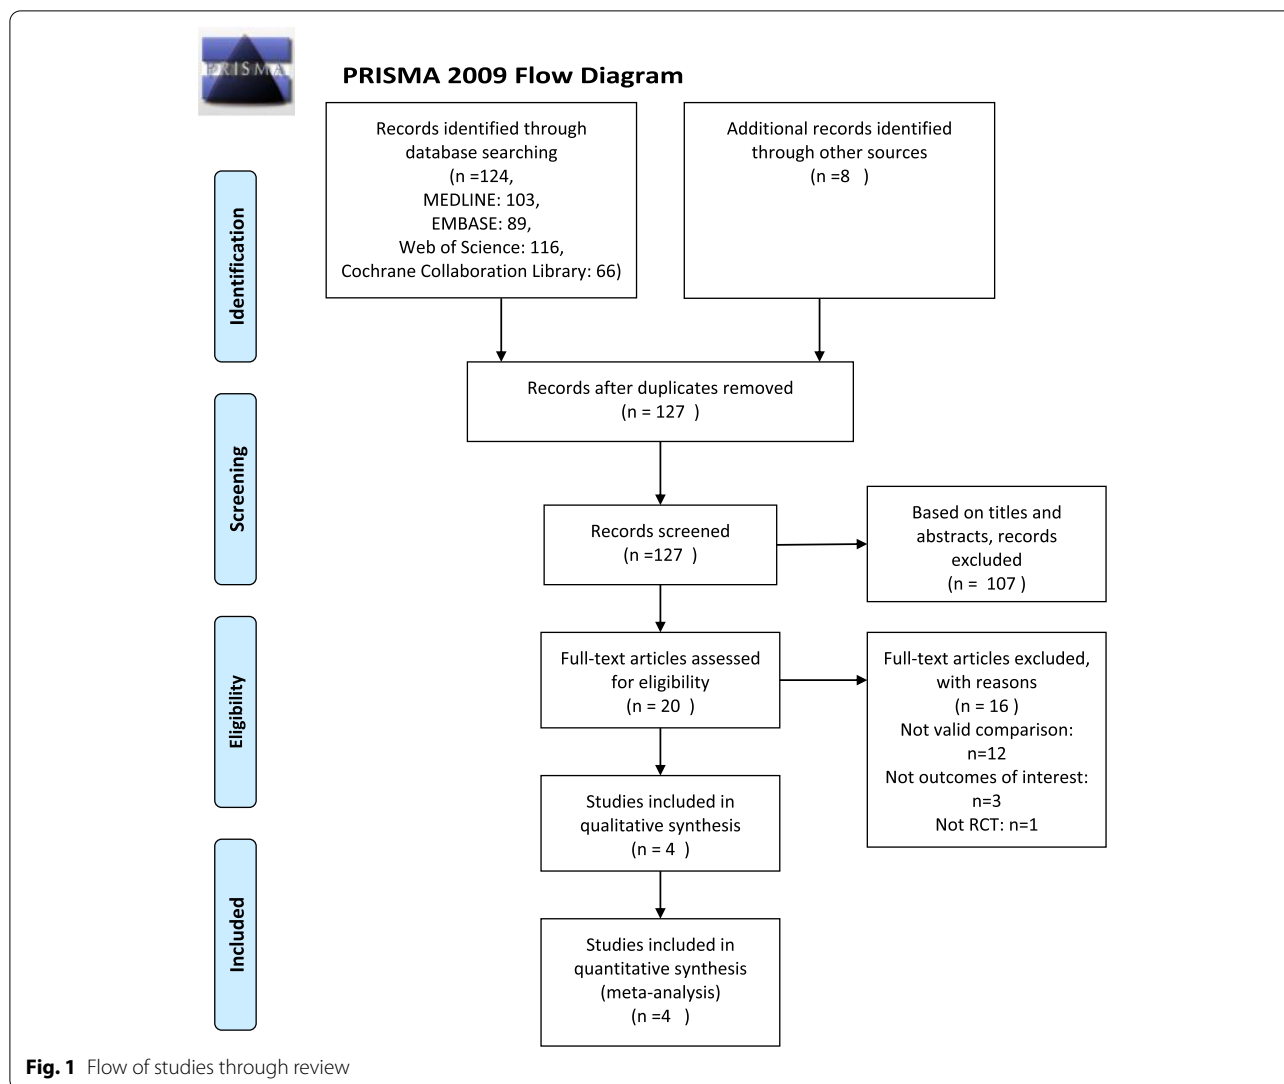 PRISMA
PRISMA 2009 Flow Diagram
Records identified through
database searching
(n =124,
MEDLINE: 103,
EMBASE: 89,
Web of Science: 116,
Cochrane Collaboration Library: 66)
Additional records identified
through other sources
(n =8 )
Identification
Records after duplicates removed
(n = 127 )
Screening
Records screened
(n =127 )
Based on titles and
abstracts, records
excluded
(n = 107 )
Eligibility
Full-text articles assessed
for eligibility
(n = 20 )
Full-text articles excluded,
with reasons
(n = 16 )
Not valid comparison:
n=12
Not outcomes of interest:
n=3
Not RCT: n=1
Studies included in
qualitative synthesis
(n = 4 )
Included
Studies included in
quantitative synthesis
(meta-analysis)
(n =4 )
Fig. 1 Flow of studies through review